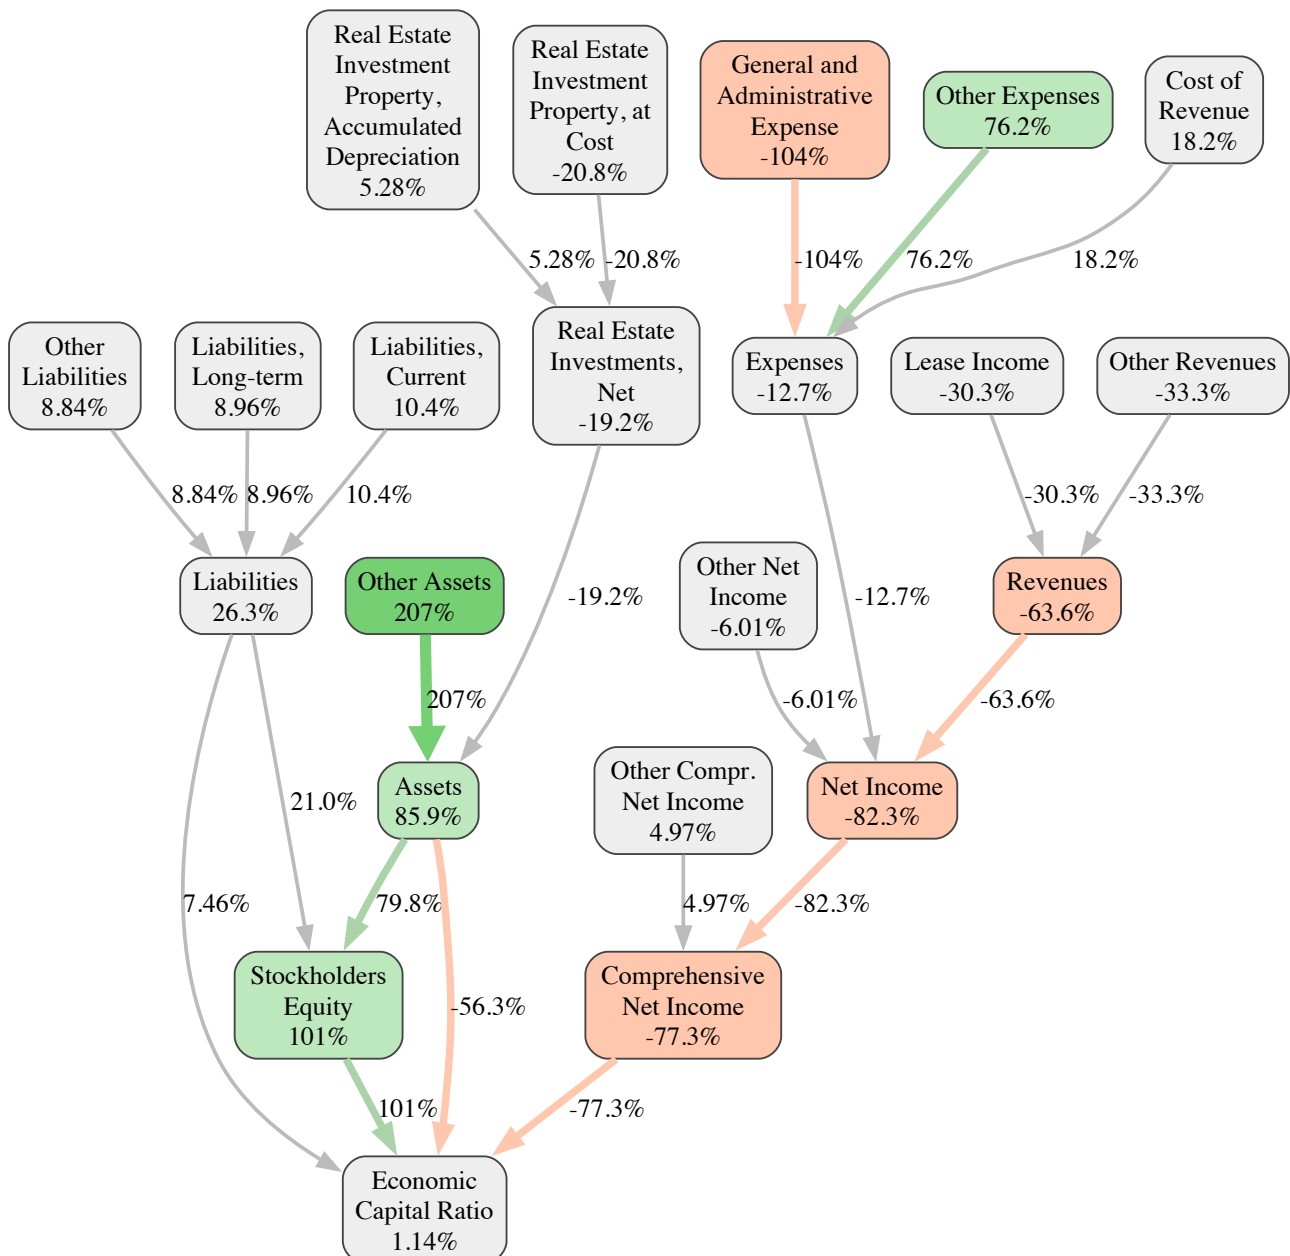 Real Estate
Investment
Property,
Accumulated
Depreciation
5.28%
Real Estate
Investment
Property, at
Cost
-20.8%
General and
Administrative
Expense
-104%
Other Expenses
76.2%
Cost of
Revenue
18.2%
5.28%
-20.8%
-104%
76.2%
18.2%
Other
Liabilities
8.84%
Liabilities,
Long-term
8.96%
Liabilities,
Current
10.4%
Real Estate
Investments,
Net
-19.2%
Expenses
-12.7%
Lease Income
-30.3%
Other Revenues
-33.3%
8.84%
8.96%
10.4%
-30.3%
-33.3%
Liabilities
26.3%
Other Assets
207%
-19.2%
Other Net
Income
-6.01%
-12.7%
Revenues
-63.6%
207%
-6.01%
-63.6%
Assets
85.9%
21.0%
Other Compr.
Net Income
4.97%
Net Income
-82.3%
7.46%
79.8%
4.97%
-82.3%
Stockholders
Equity
101%
-56.3%
Comprehensive
Net Income
-77.3%
101%
-77.3%
Economic
Capital Ratio
1.14%